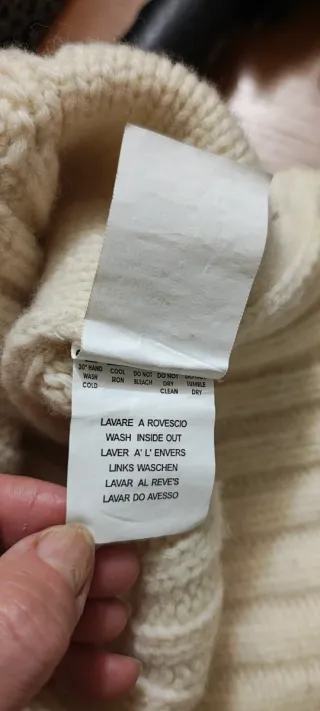 30° HAND COOL DO NOT DO NOT DO NOT
WASH IRON BLEACH DRY TUMBLE
COLD CLEAN DRY
LAVARE A ROVESCIO
WASH INSIDE OUT
LAVER A' L' ENVERS
LINKS WASCHEN
LAVAR AL REVE'S
LAVAR DO AVESSO